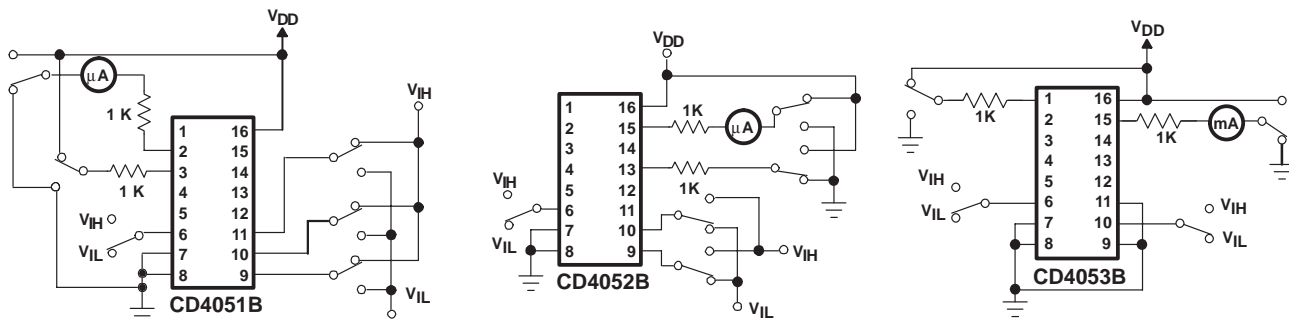 VDD
μA
1 K
1 K
1 16
2 15
3 14
4 13
5 12
6 11
7 10
8 9
VIH
VIH
VIL
VIL
CD4051B
VDD
1 16
2 15
3 14
4 13
5 12
6 11
7 10
8 9
1K
μA
1K
VIH
VIL
VIH
VIL
CD4052B
VDD
1K
1 16
2 15
3 14
4 13
5 12
6 11
7 10
8 9
1K
mA
VIH
VIL
VIH
VIL
CD4053B